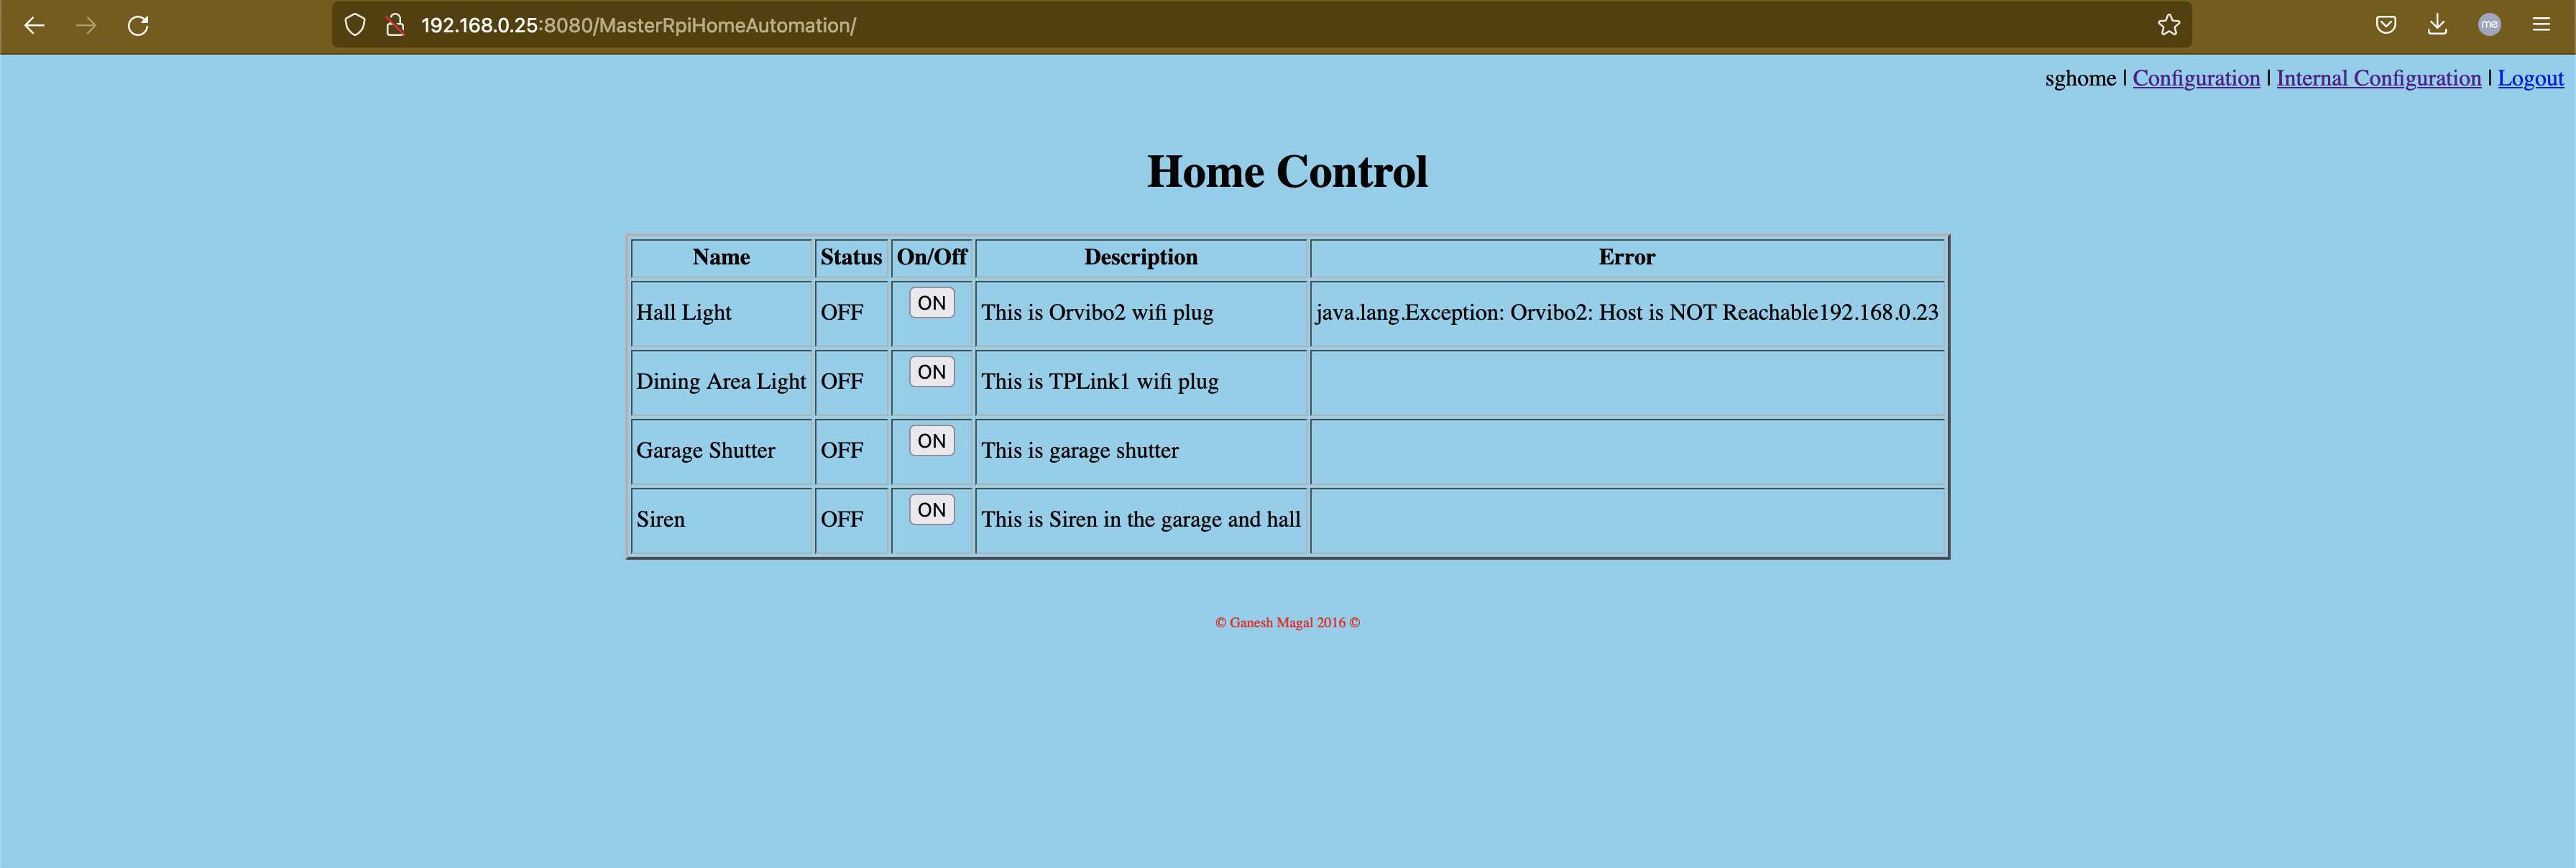 192.168.0.25:8080/MasterRpiHomeAutomation/
me
sghome | Configuration | Internal Configuration | Logout
Home Control
Name Status On/Off Description Error
Hall Light OFF ON This is Orvibo2 wifi plug java.lang.Exception: Orvibo2: Host is NOT Reachable192.168.0.23
Dining Area Light OFF ON This is TPLink1 wifi plug
Garage Shutter OFF ON This is garage shutter
Siren OFF ON This is Siren in the garage and hall
© Ganesh Magal 2016 ©